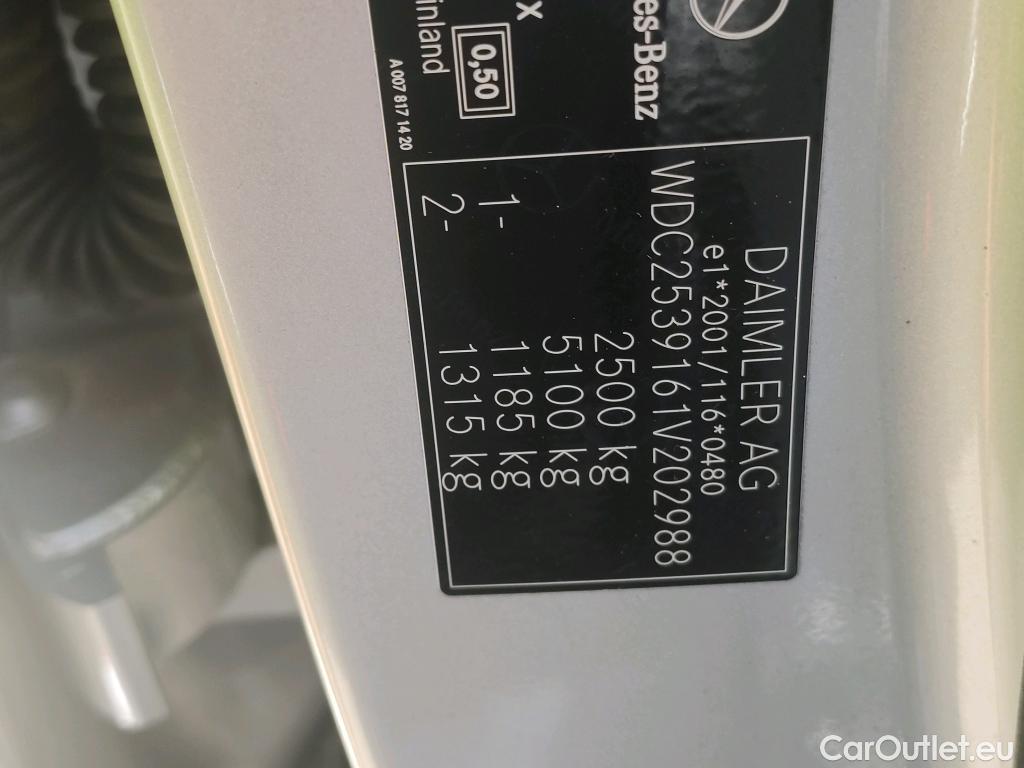 es-Benz
x
0,50
inland
A 007 817 14 20
DAIMLER AG
e1*2001/116*0480
WDC2539161V202988
2500 kg
5100 kg
1- 1185 kg
2- 1315 kg
CarOutlet.eu